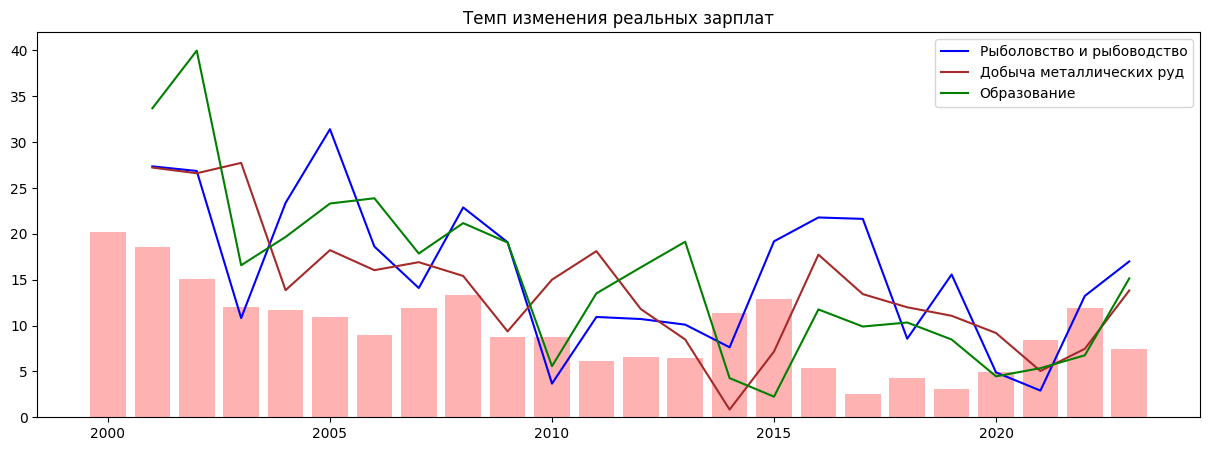 Темп изменения реальных зарплат
Рыболовство и рыбоводство
Добыча металлических руд
Образование
40
35
30
25
20
15
10
5
0
2000 2005 2010 2015 2020